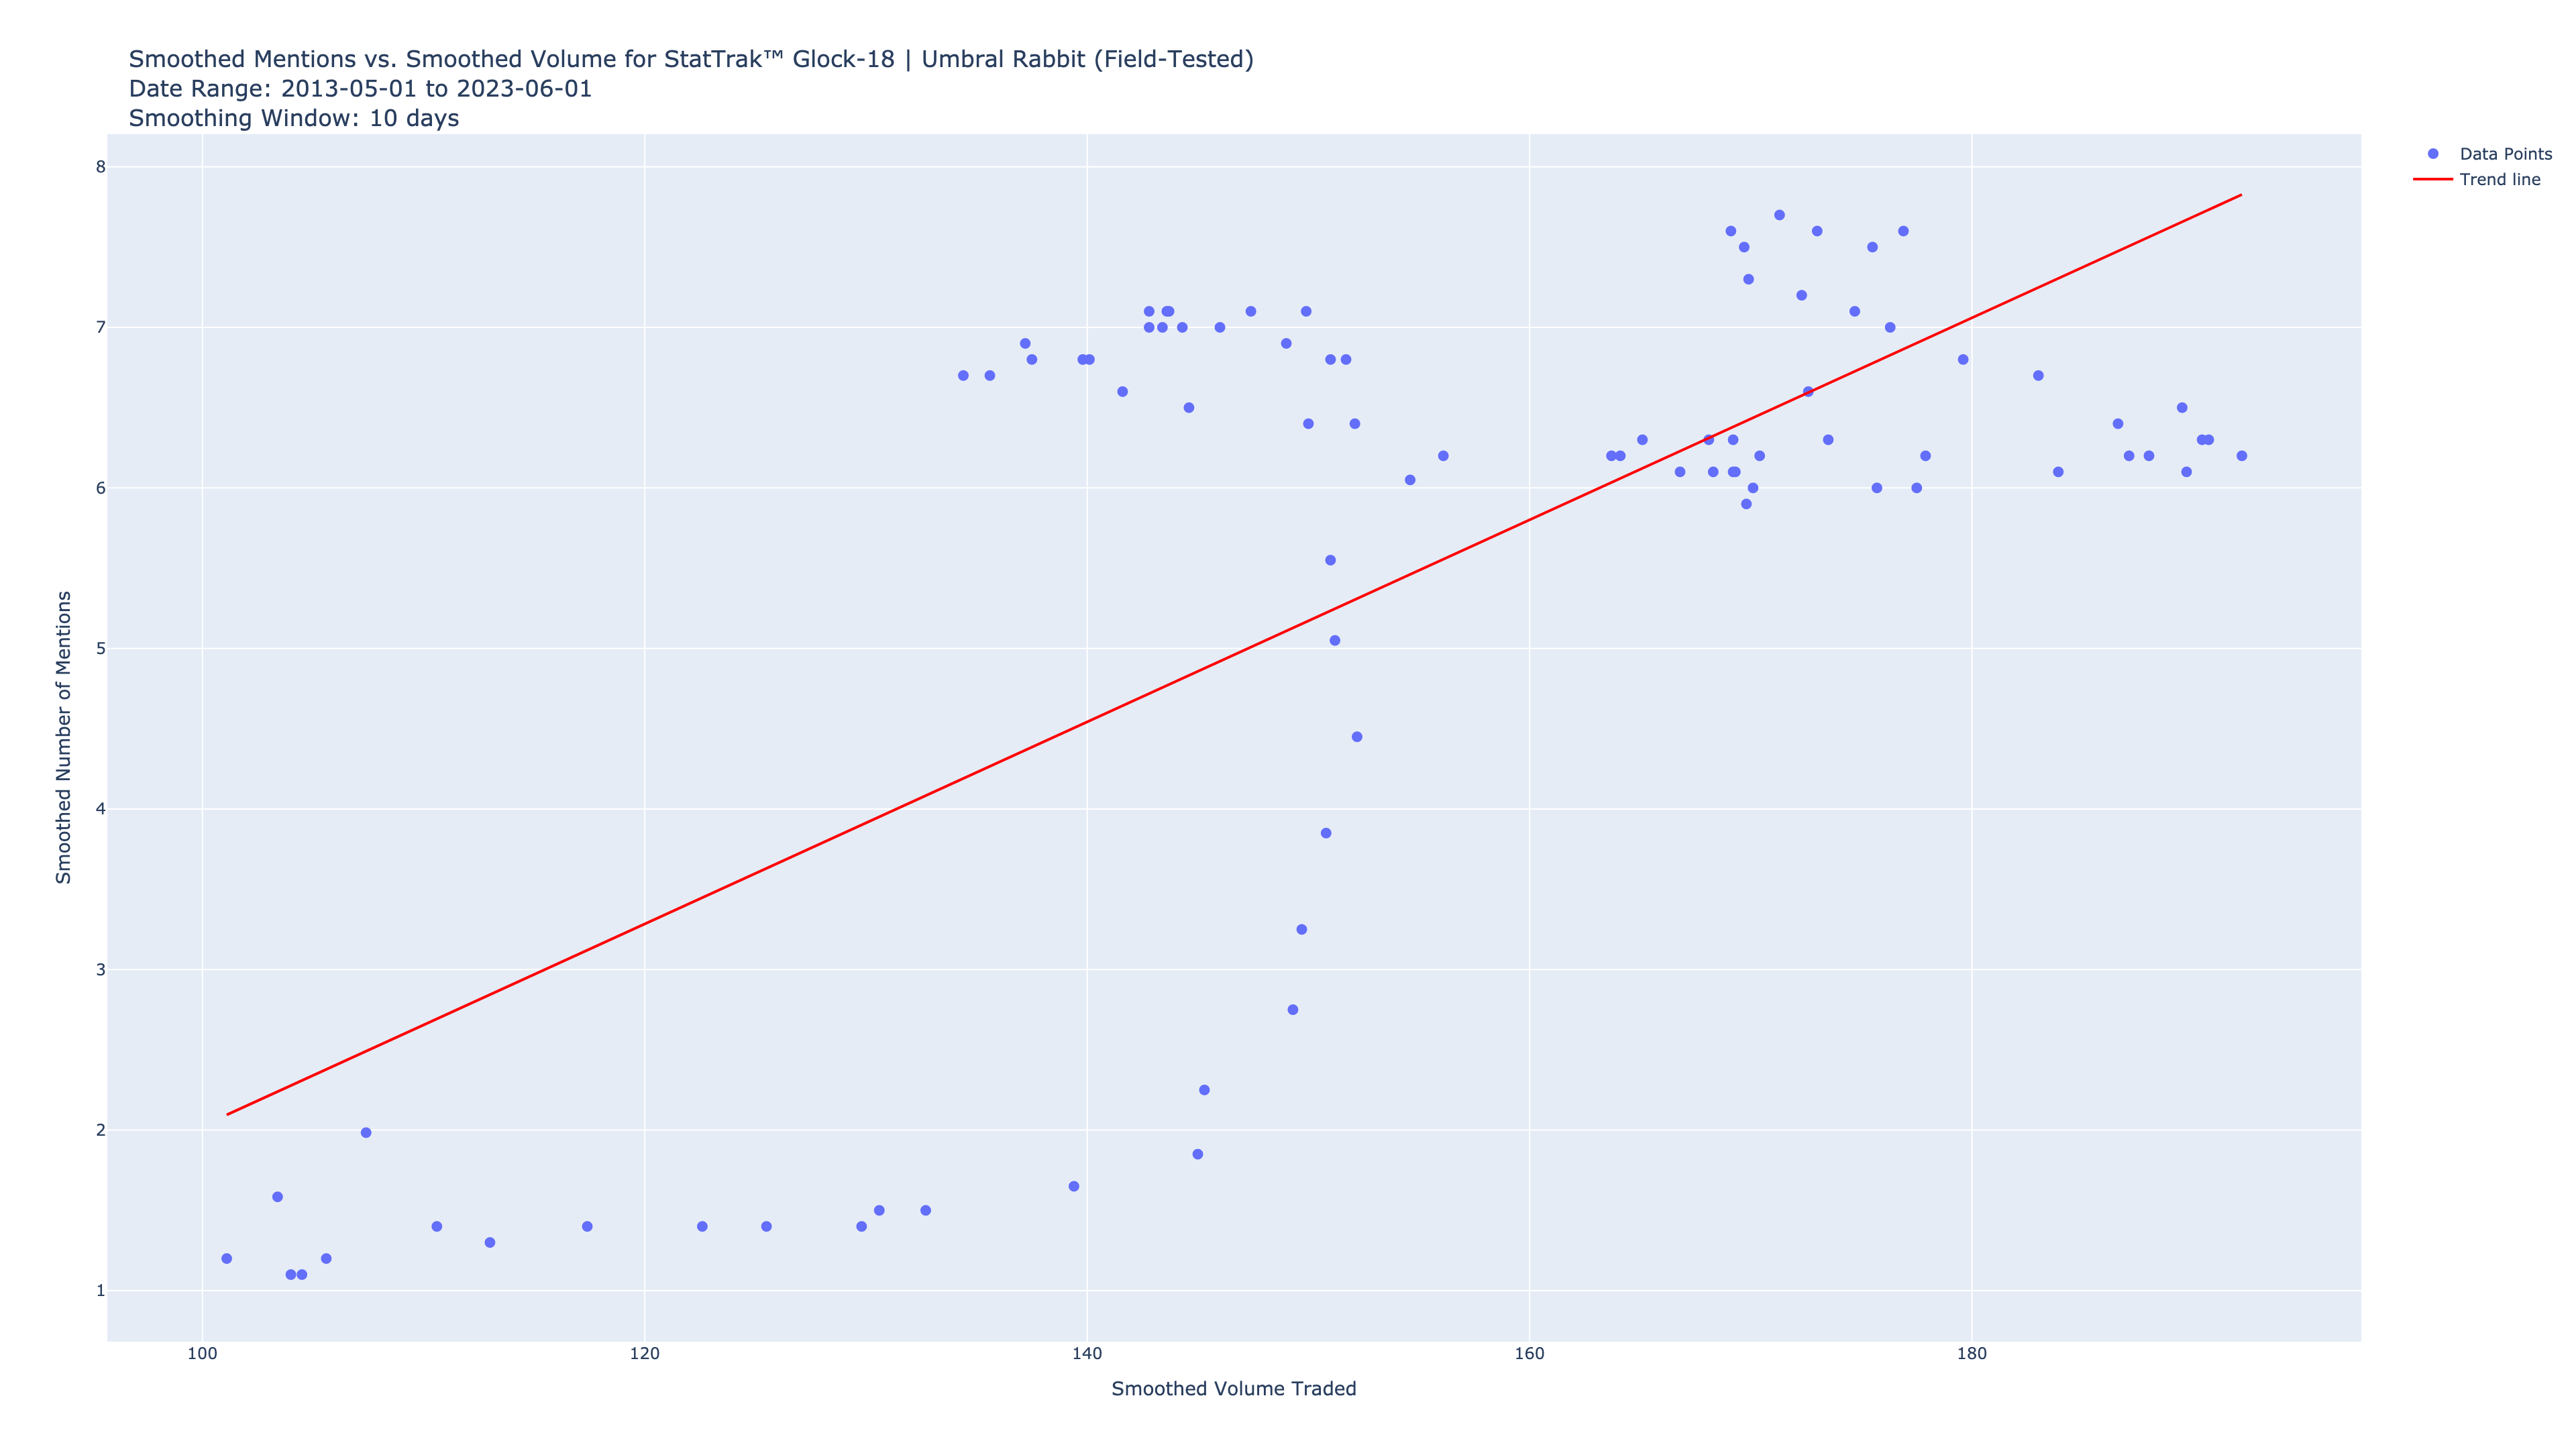 Smoothed Mentions vs. Smoothed Volume for StatTrak™ Glock-18 | Umbral Rabbit (Field-Tested)
Date Range: 2013-05-01 to 2023-06-01
Smoothing Window: 10 days
Data Points
Trend line
8
7
6
5
4
3
2
1
Smoothed Number of Mentions
100
120
140
160
180
Smoothed Volume Traded